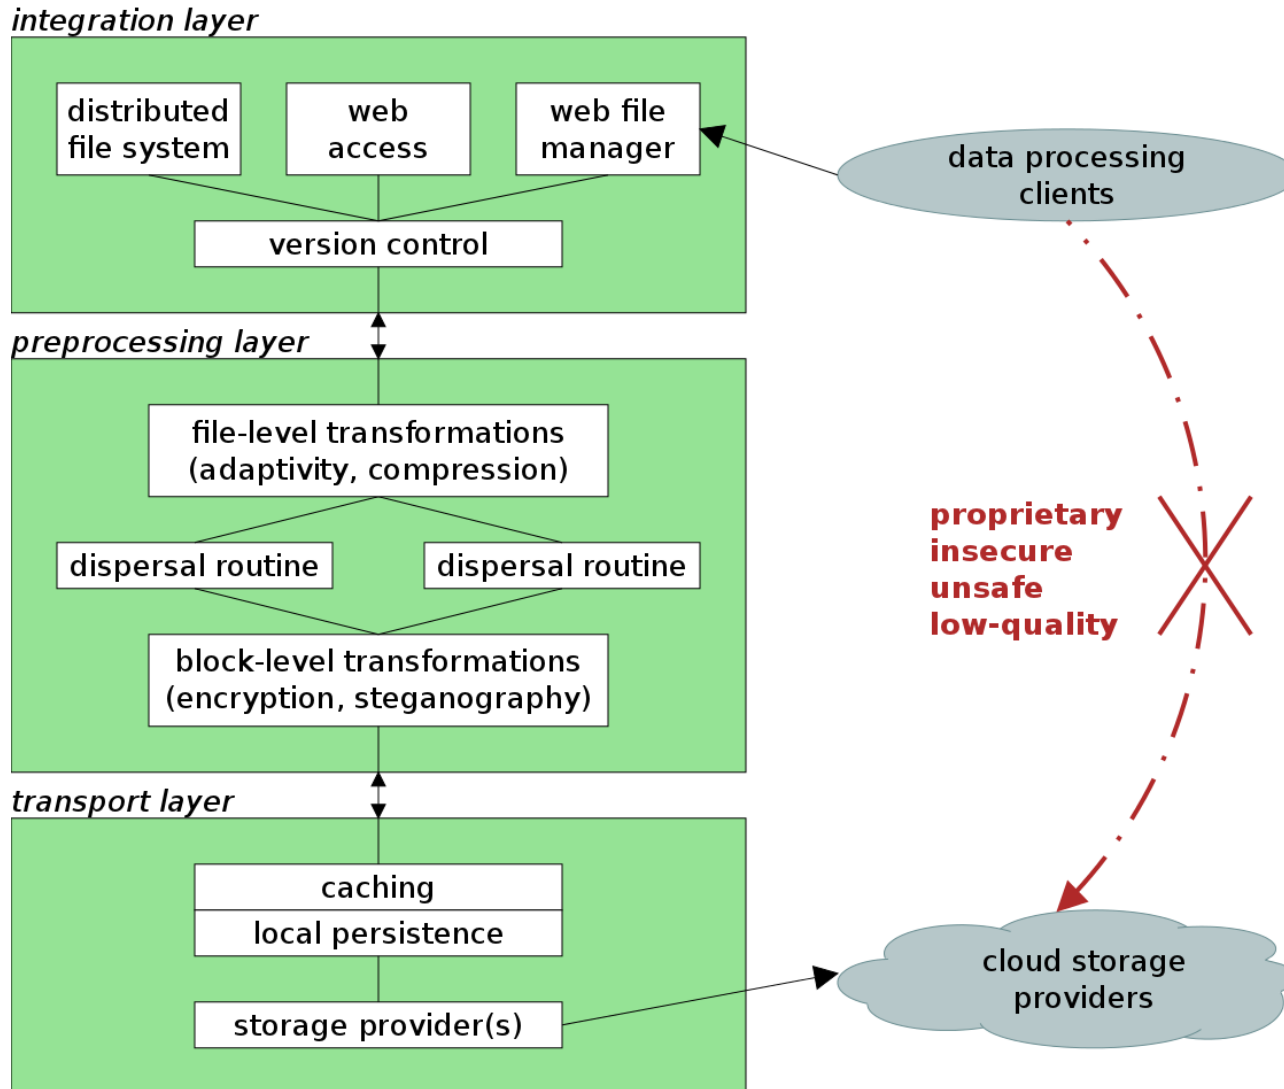 integration layer
distributed
file system
web
access
web file
manager
version control
data processing
clients
preprocessing layer
file-level transformations
(adaptivity, compression)
dispersal routine
dispersal routine
block-level transformations
(encryption, steganography)
proprietary
insecure
unsafe
low-quality
transport layer
caching
local persistence
storage provider(s)
cloud storage
providers